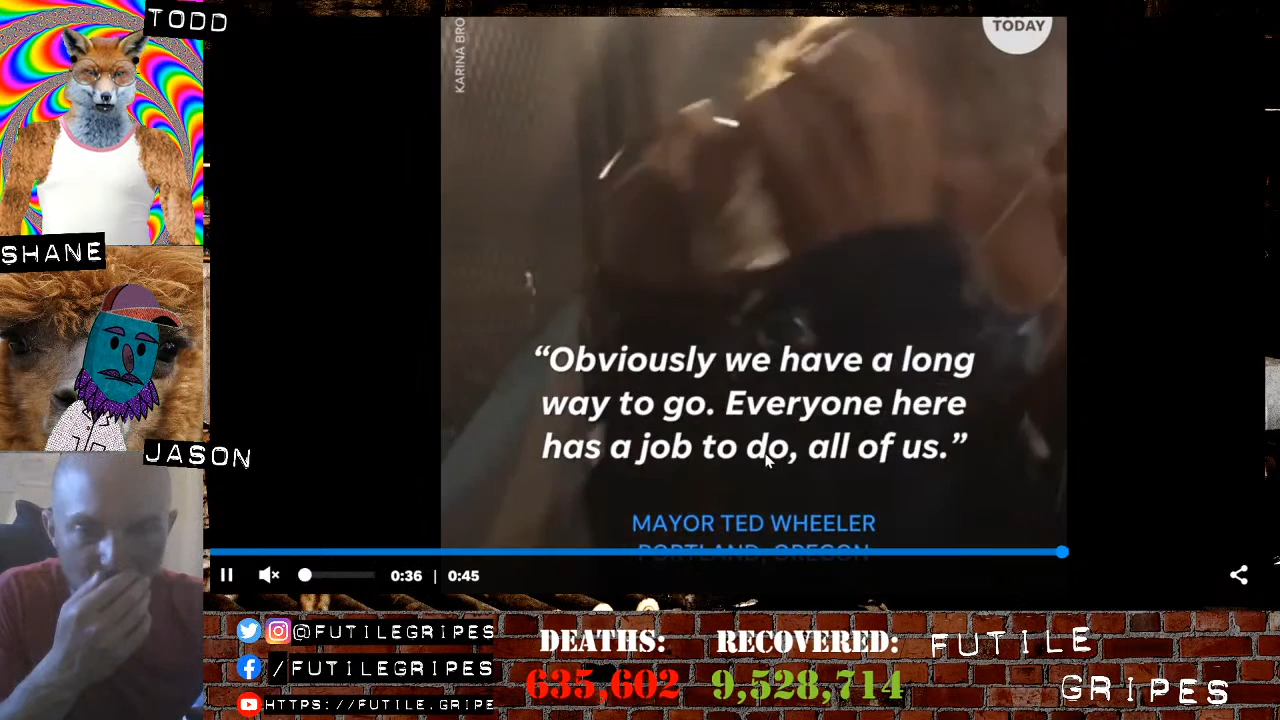 TODD
KARINA BRO
TODAY
SHANE
“Obviously we have a long
way to go. Everyone here
has a job to do, all of us.”
JASON
MAYOR TED WHEELER
PORTLAND, OREGON
0:36 | 0:45
@FUTILEGRIPES
/FUTILEGRIPES
HTTPS://FUTILE.GRIPE
DEATHS: RECOVERED:
635,602 9,528,714
FUTILE
GRIPES